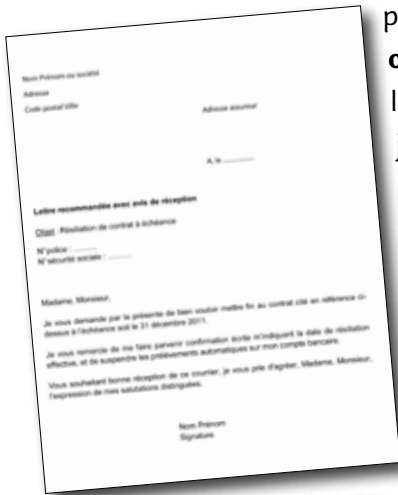 Nom Prénom ou société
Adresse
Code postal Ville
Adresse assureur
A, le ................
Lettre recommandée avec avis de réception
Objet : Résiliation de contrat à échéance
N° police : ..........
N° sécurité sociale : ..........
Madame, Monsieur,
Je vous demande par la présente de bien vouloir mettre fin au contrat cité en référence ci-
dessus à l'échéance soit le 31 décembre 2011.
Je vous remercie de me faire parvenir confirmation écrite m'indiquant la date de résiliation
effective, et de suspendre les prélèvements automatiques sur mon compte bancaire.
Vous souhaitant bonne réception de ce courrier, je vous prie d'agréer, Madame, Monsieur,
l'expression de mes salutations distinguées.
Nom Prénom
Signature